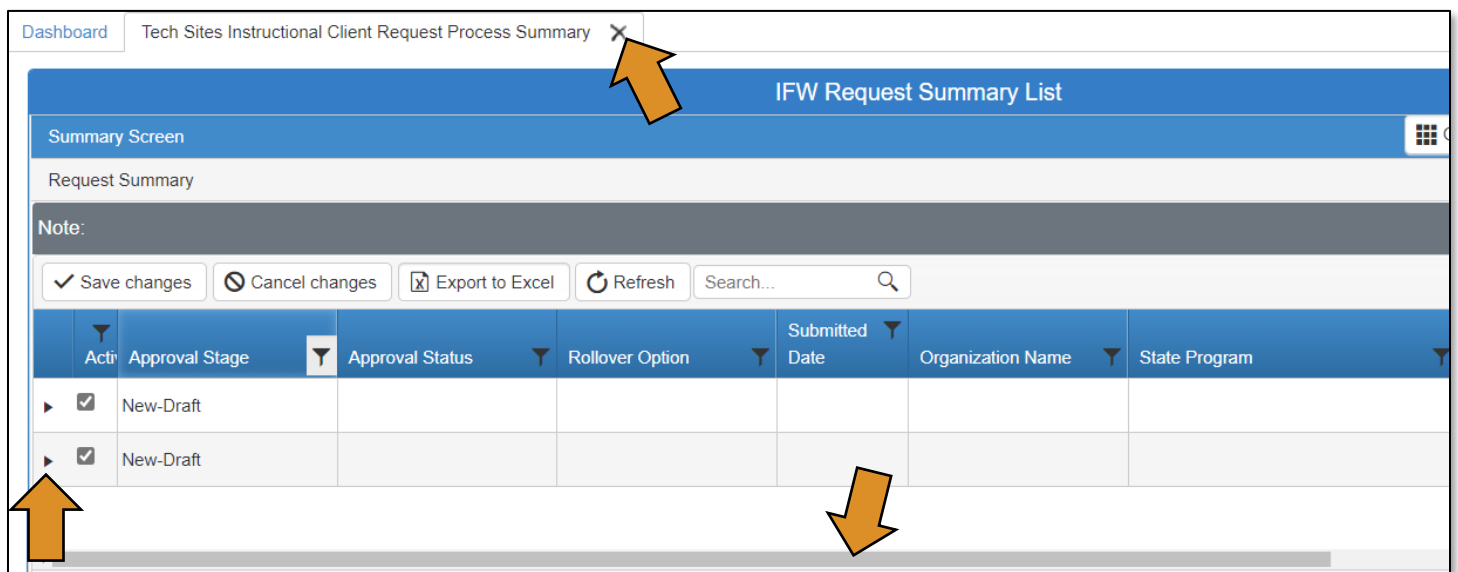 Dashboard Tech Sites Instructional Client Request Process Summary
IFW Request Summary List
Summary Screen
Request Summary
Note:
Save changes Cancel changes Export to Excel Refresh Search...
Acti Approval Stage Approval Status Rollover Option Submitted Date Organization Name State Program
New-Draft
New-Draft